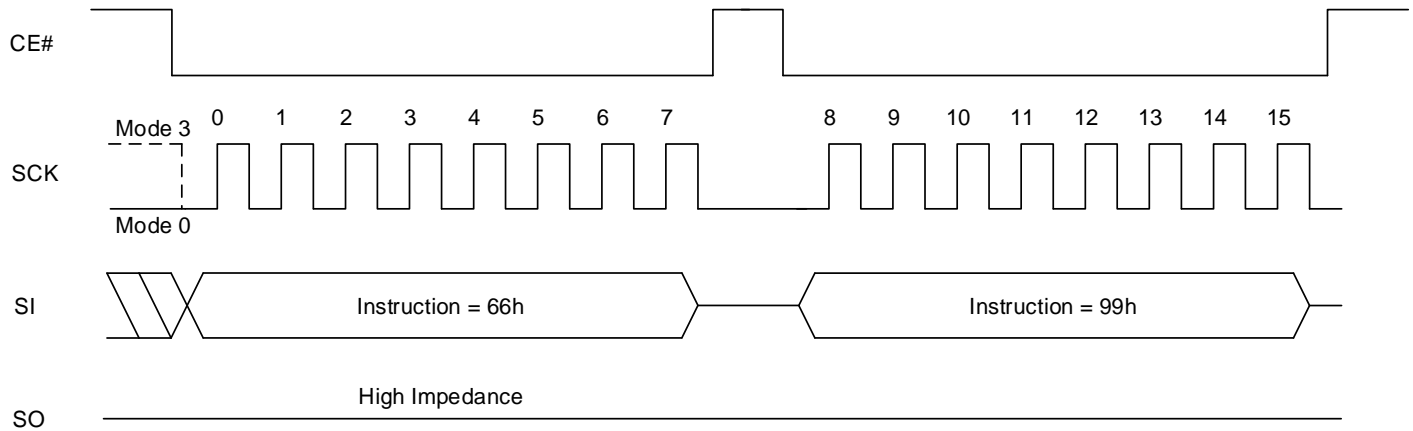 CE#
0 1 2 3 4 5 6 7 8 9 10 11 12 13 14 15
Mode 3
SCK
Mode 0
SI
Instruction = 66h
Instruction = 99h
High Impedance
SO